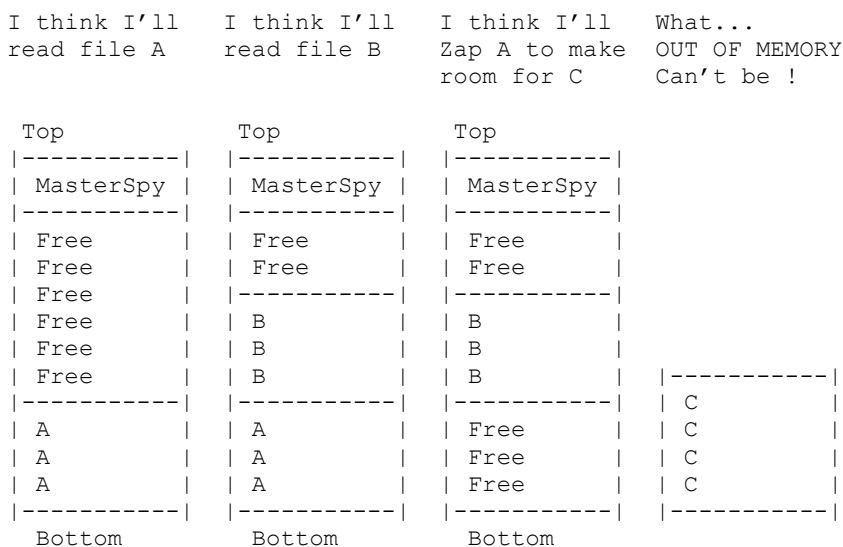 I think I'll   I think I'll   I think I'll   What...
read file A    read file B    Zap A to make  OUT OF MEMORY
                              room for C     Can't be !
 Top            Top            Top
|-----------|  |-----------|  |-----------|
| MasterSpy |  | MasterSpy |  | MasterSpy |
|-----------|  |-----------|  |-----------|
| Free      |  | Free      |  | Free      |
| Free      |  | Free      |  | Free      |
| Free      |  |-----------|  |-----------|
| Free      |  | B         |  | B         |
| Free      |  | B         |  | B         |
| Free      |  | B         |  | B         |  |-----------|
|-----------|  |-----------|  |-----------|  | C         |
| A         |  | A         |  | Free      |  | C         |
| A         |  | A         |  | Free      |  | C         |
| A         |  | A         |  | Free      |  | C         |
|-----------|  |-----------|  |-----------|  |-----------|
  Bottom         Bottom         Bottom